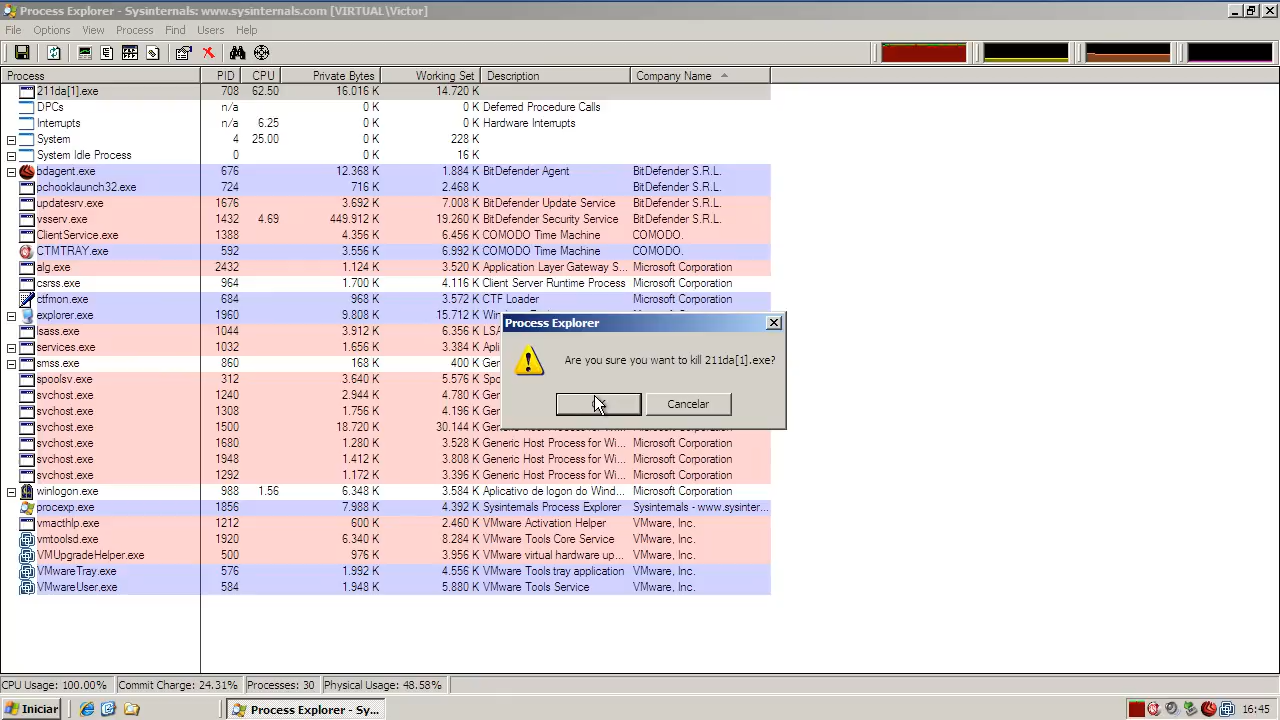 Process Explorer - Sysinternals: www.sysinternals.com [VIRTUAL\Victor]
File Options View Process Find Users Help
Process PID CPU Private Bytes Working Set Description Company Name
211da[1].exe 708 62.50 16.016 K 14.720 K
DPCs n/a 0 K 0 K Deferred Procedure Calls
Interrupts n/a 6.25 0 K 0 K Hardware Interrupts
System 4 25.00 0 K 228 K
System Idle Process 0 0 K 16 K
bdagent.exe 676 12.368 K 1.884 K BitDefender Agent BitDefender S.R.L.
pchooklaunch32.exe 724 716 K 2.468 K BitDefender S.R.L.
updatesrv.exe 1676 3.692 K 7.008 K BitDefender Update Service BitDefender S.R.L.
vsserv.exe 1432 4.69 449.912 K 19.260 K BitDefender Security Service BitDefender S.R.L.
ClientService.exe 1388 4.356 K 6.456 K COMODO Time Machine COMODO.
CTMTRAY.exe 592 3.556 K 6.992 K COMODO Time Machine COMODO.
alg.exe 2432 1.124 K 3.520 K Application Layer Gateway S... Microsoft Corporation
csrss.exe 964 1.700 K 4.116 K Client Server Runtime Process Microsoft Corporation
ctfmon.exe 684 968 K 3.572 K CTF Loader Microsoft Corporation
explorer.exe 1960 9.808 K 15.712 K
lsass.exe 1044 3.912 K 6.356 K
services.exe 1032 1.656 K 3.384 K
smss.exe 860 168 K 400 K
spoolsv.exe 312 3.640 K 5.576 K
svchost.exe 1240 2.944 K 4.780 K
svchost.exe 1308 1.756 K 4.196 K
svchost.exe 1500 18.720 K 30.144 K Generic Host Process for Wi... Microsoft Corporation
svchost.exe 1680 1.280 K 3.528 K Generic Host Process for Wi... Microsoft Corporation
svchost.exe 1948 1.412 K 3.808 K Generic Host Process for Wi... Microsoft Corporation
svchost.exe 1292 1.172 K 3.396 K Generic Host Process for Wi... Microsoft Corporation
winlogon.exe 988 1.56 6.348 K 3.584 K Aplicativo de logon do Wind... Microsoft Corporation
procexp.exe 1856 7.988 K 4.392 K Sysinternals Process Explorer Sysinternals - www.sysinter...
vmacthlp.exe 1212 600 K 2.460 K VMware Activation Helper VMware, Inc.
vmtoolsd.exe 1920 6.340 K 8.284 K VMware Tools Core Service VMware, Inc.
VMUpgradeHelper.exe 500 976 K 3.956 K VMware virtual hardware up... VMware, Inc.
VMwareTray.exe 576 1.992 K 4.556 K VMware Tools tray application VMware, Inc.
VMwareUser.exe 584 1.948 K 5.880 K VMware Tools Service VMware, Inc.
Process Explorer
Are you sure you want to kill 211da[1].exe?
Cancelar
CPU Usage: 100.00% Commit Charge: 24.31% Processes: 30 Physical Usage: 48.58%
Iniciar Process Explorer - Sy... 16:45